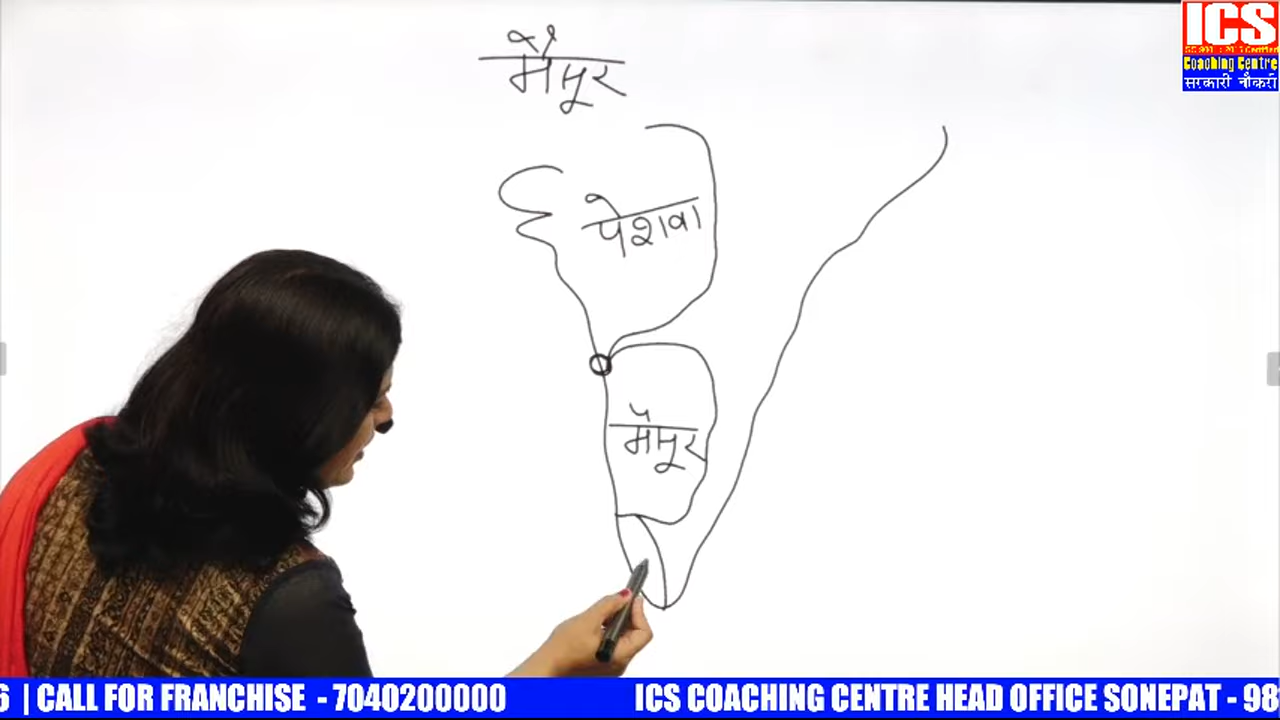 मैसूर
पेशवा
मैसूर
ICS
Coaching Centre
सरकारी नौकरी
6 | CALL FOR FRANCHISE - 7040200000 ICS COACHING CENTRE HEAD OFFICE SONEPAT - 98